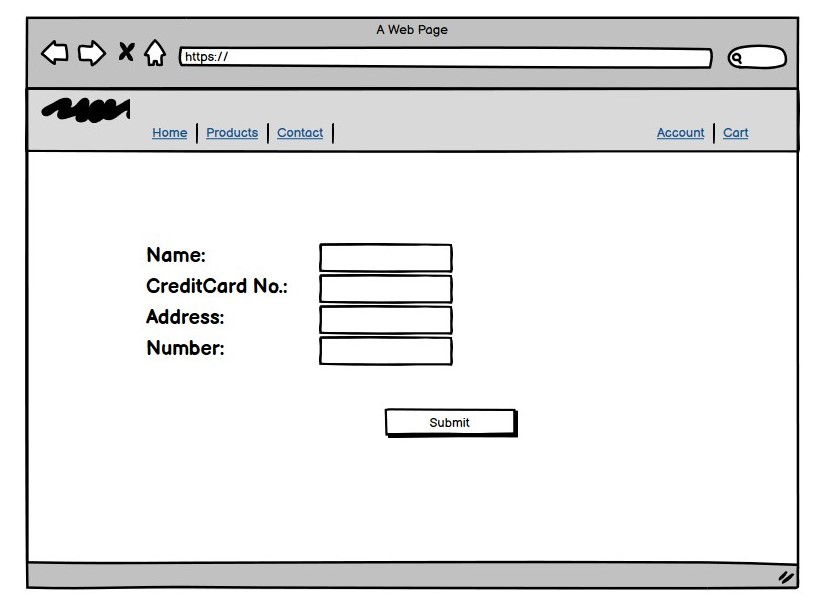 A Web Page
https://
Home Products Contact Account Cart
Name:
CreditCard No.:
Address:
Number:
Submit